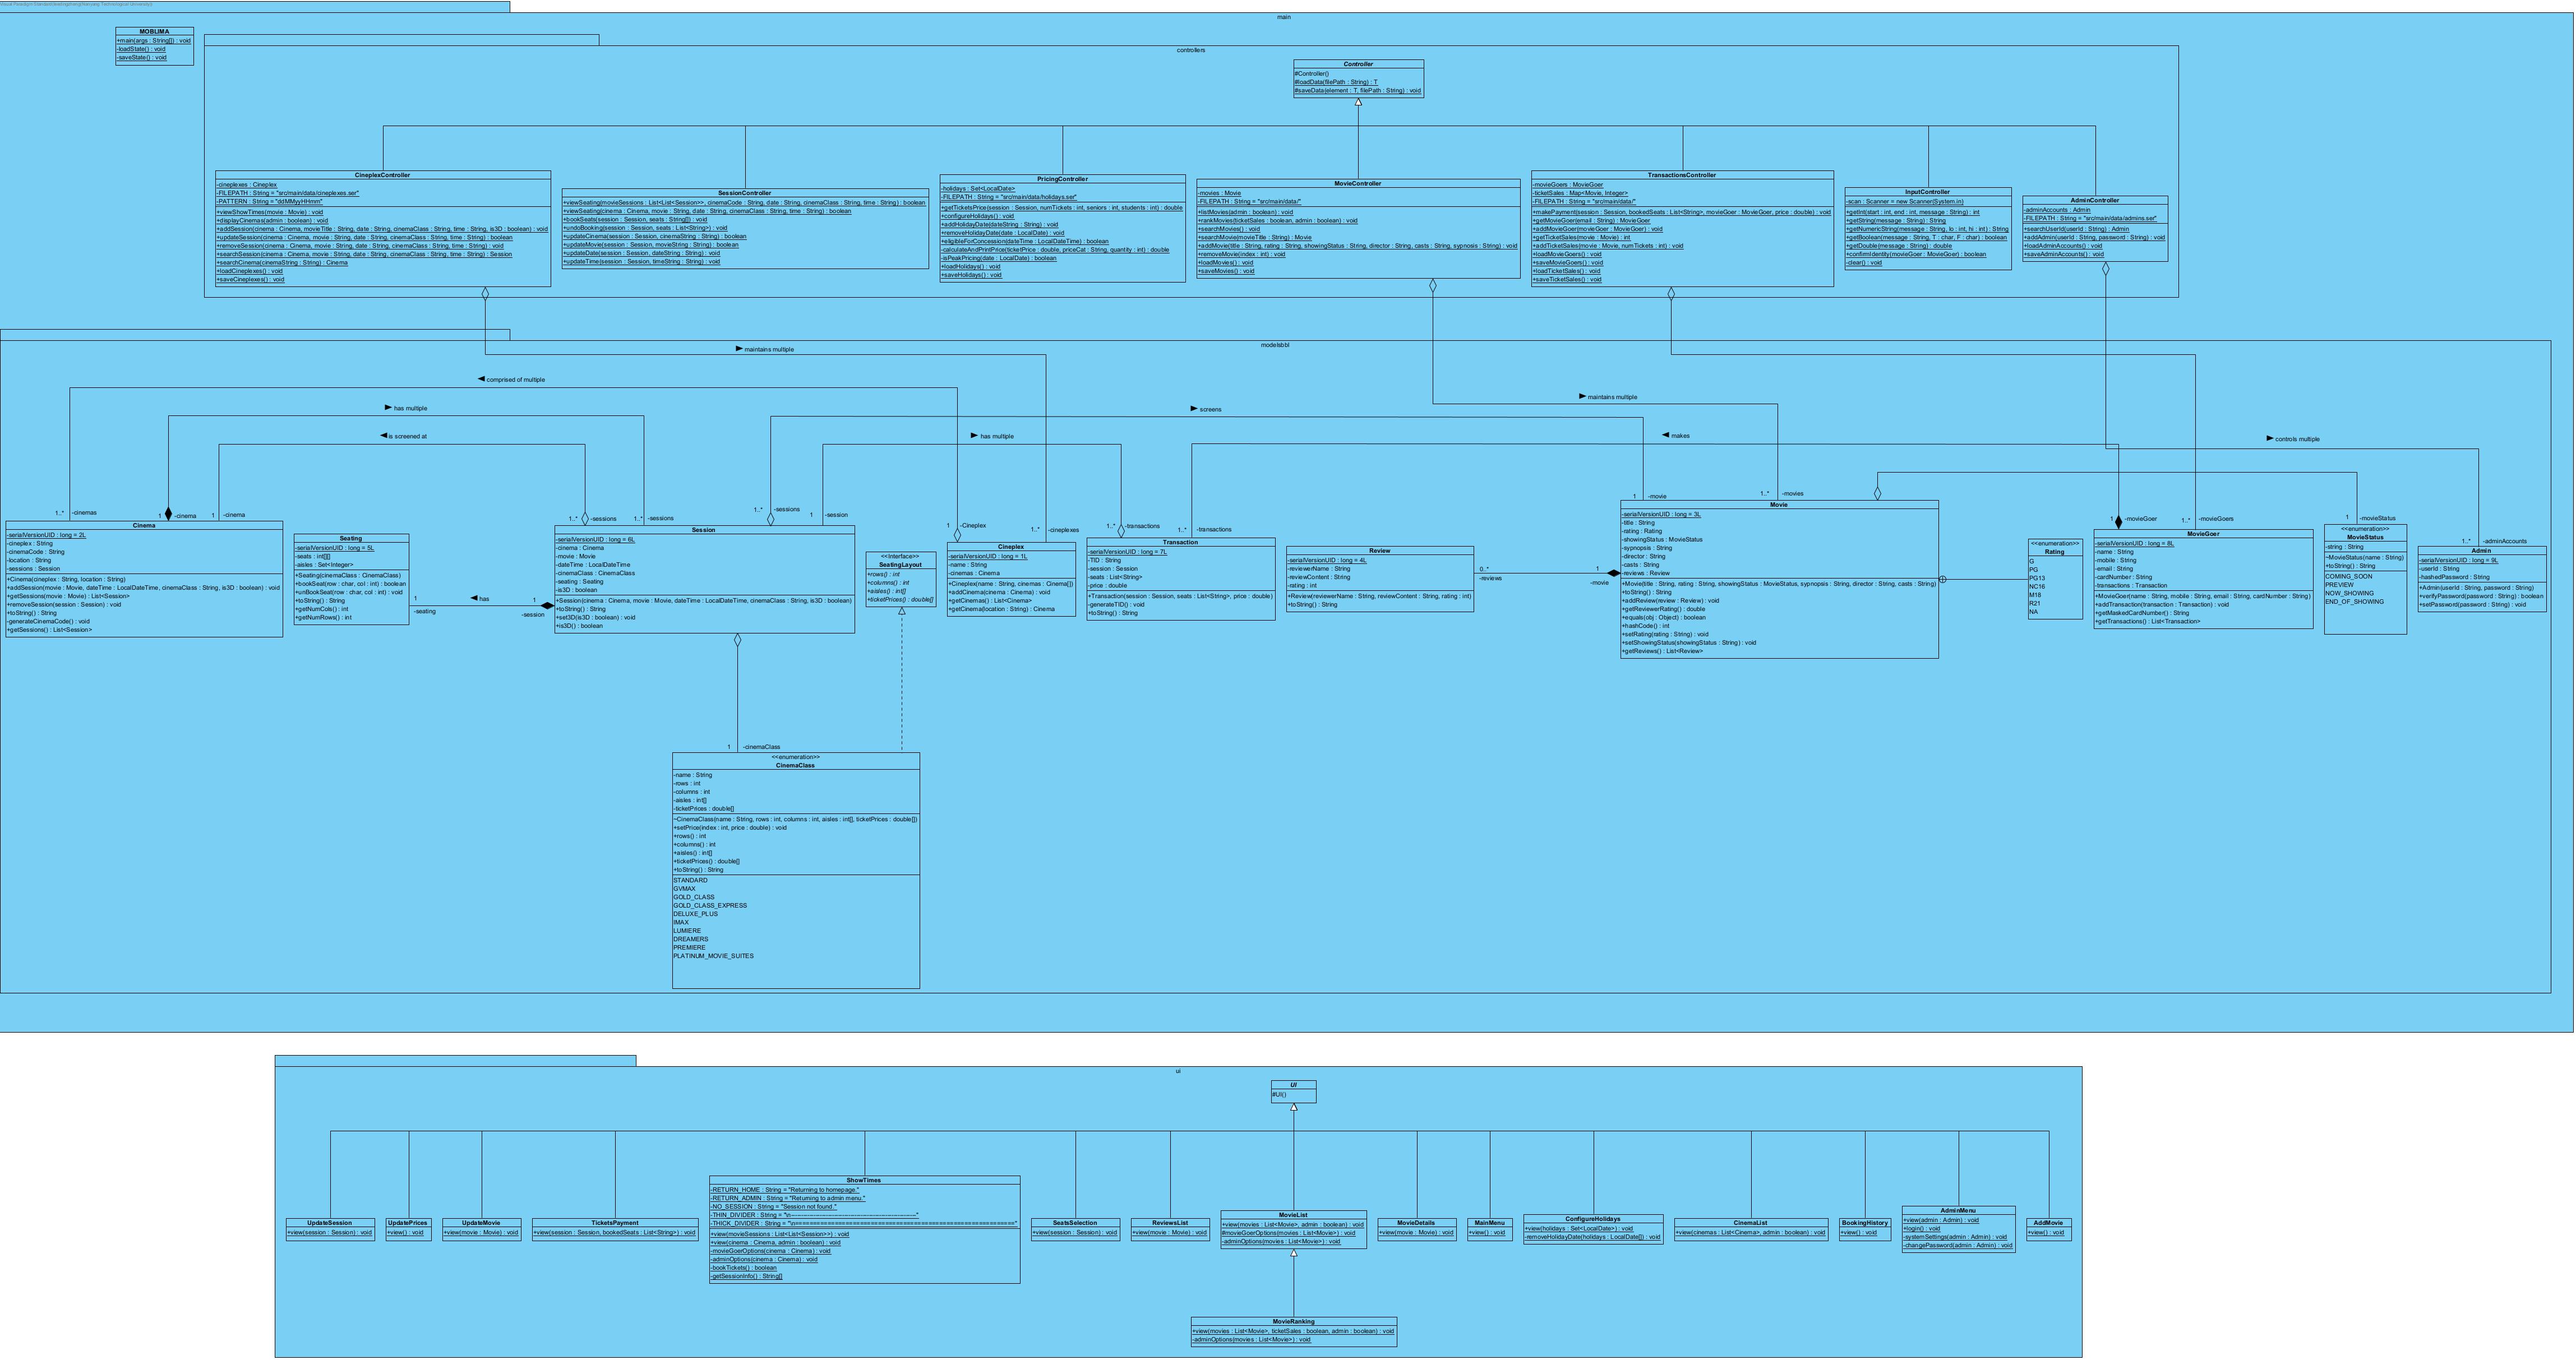 main
MOBLIMA
+main(args : String[]) : void
-loadState() : void
-saveState() : void
controllers
Controller
#Controller()
#loadData(filePath : String) : T
#saveData(element : T, filePath : String) : void
CineplexController
-cineplexes : Cineplex
-FILEPATH : String = "src/main/data/cineplexes.ser"
-PATTERN : String = "ddMMyyHHmm"
+viewShowTimes(movie : Movie) : void
+displayCinemas(admin : boolean) : void
+addSession(cinema : Cinema, movieTitle : String, date : String, cinemaClass : String, time : String, is3D : boolean) : void
+updateSession(cinema : Cinema, movie : String, date : String, cinemaClass : String, time : String) : boolean
+removeSession(cinema : Cinema, movie : String, date : String, cinemaClass : String, time : String) : void
+searchSession(cinema : Cinema, movie : String, date : String, cinemaClass : String, time : String) : Session
+searchCinema(cinemaString : String) : Cinema
+loadCineplexes() : void
+saveCineplexes() : void
SessionController
+viewSeating(movieSessions : List<List<Session>>, cinemaCode : String, date : String, cinemaClass : String, time : String) : boolean
+viewSeating(cinema : Cinema, movie : String, date : String, cinemaClass : String, time : String) : boolean
+bookSeats(session : Session, seats : String[]) : void
+undoBooking(session : Session, seats : List<String>) : void
+updateCinema(session : Session, cinemaString : String) : boolean
+updateMovie(session : Session, movieString : String) : boolean
+updateDate(session : Session, dateString : String) : void
+updateTime(session : Session, timeString : String) : void
PricingController
-holidays : Set<LocalDate>
-FILEPATH : String = "src/main/data/holidays.ser"
+getTicketsPrice(session : Session, numTickets : int, seniors : int, students : int) : double
+configureHolidays() : void
+addHolidayDate(dateString : String) : void
+removeHolidayDate(date : LocalDate) : void
+eligibleForConcession(dateTime : LocalDateTime) : boolean
-calculateAndPrintPrice(ticketPrice : double, priceCat : String, quantity : int) : double
-isPeakPricing(date : LocalDate) : boolean
+loadHolidays() : void
+saveHolidays() : void
MovieController
-movies : Movie
-FILEPATH : String = "src/main/data/"
+listMovies(admin : boolean) : void
+rankMovies(ticketSales : boolean, admin : boolean) : void
+searchMovies() : void
+searchMovie(movieTitle : String) : Movie
+addMovie(title : String, rating : String, showingStatus : String, director : String, casts : String, sypnosis : String) : void
+removeMovie(index : int) : void
+loadMovies() : void
+saveMovies() : void
TransactionsController
-movieGoers : MovieGoer
-ticketSales : Map<Movie, Integer>
-FILEPATH : String = "src/main/data/"
+makePayment(session : Session, bookedSeats : List<String>, movieGoer : MovieGoer, price : double) : void
+getMovieGoer(email : String) : MovieGoer
+addMovieGoer(movieGoer : MovieGoer) : void
+getTicketSales(movie : Movie) : int
+addTicketSales(movie : Movie, numTickets : int) : void
+loadMovieGoers() : void
+saveMovieGoers() : void
+loadTicketSales() : void
+saveTicketSales() : void
InputController
-scan : Scanner = new Scanner(System.in)
+getInt(start : int, end : int, message : String) : int
+getString(message : String) : String
+getNumericString(message : String, lo : int, hi : int) : String
+getBoolean(message : String, T : char, F : char) : boolean
+getDouble(message : String) : double
+confirmIdentity(movieGoer : MovieGoer) : boolean
-clear() : void
AdminController
-adminAccounts : Admin
-FILEPATH : String = "src/main/data/admins.ser"
+searchUserId(userId : String) : Admin
+addAdmin(userId : String, password : String) : void
+loadAdminAccounts() : void
+saveAdminAccounts() : void
modelsbbl
maintains multiple
comprised of multiple
has multiple
screens
maintains multiple
is screened at
has multiple
makes
controls multiple
1..* -cinemas
1 -cinema
1 -cinema
1..* -sessions
1..* -sessions
1..* -sessions
1 -session
1 -Cineplex
1..* -cineplexes
1..* -transactions
1..* -transactions
1 -movie
1..* -movies
1 -movieGoer
1..* -movieGoers
1 -movieStatus
1..* -adminAccounts
Cinema
-serialVersionUID : long = 2L
-cineplex : String
-cinemaCode : String
-location : String
-sessions : Session
+Cinema(cineplex : String, location : String)
+addSession(movie : Movie, dateTime : LocalDateTime, cinemaClass : String, is3D : boolean) : void
+getSessions(movie : Movie) : List<Session>
+removeSession(session : Session) : void
+toString() : String
-generateCinemaCode() : void
+getSessions() : List<Session>
Seating
-serialVersionUID : long = 5L
-seats : int[][]
-aisles : Set<Integer>
+Seating(cinemaClass : CinemaClass)
+bookSeat(row : char, col : int) : boolean
+unBookSeat(row : char, col : int) : void
+toString() : String
+getNumCols() : int
+getNumRows() : int
1 -seating
has
1 -session
Session
-serialVersionUID : long = 6L
-cinema : Cinema
-movie : Movie
-dateTime : LocalDateTime
-cinemaClass : CinemaClass
-seating : Seating
-is3D : boolean
+Session(cinema : Cinema, movie : Movie, dateTime : LocalDateTime, cinemaClass : String, is3D : boolean)
+toString() : String
+set3D(is3D : boolean) : void
+is3D() : boolean
<<Interface>>
SeatingLayout
+rows() : int
+columns() : int
+aisles() : int[]
+ticketPrices() : double[]
Cineplex
-serialVersionUID : long = 1L
-name : String
-cinemas : Cinema
+Cineplex(name : String, cinemas : Cinema[])
+addCinema(cinema : Cinema) : void
+getCinemas() : List<Cinema>
+getCinema(location : String) : Cinema
Transaction
-serialVersionUID : long = 7L
-TID : String
-session : Session
-seats : List<String>
-price : double
+Transaction(session : Session, seats : List<String>, price : double)
-generateTID() : void
+toString() : String
Review
-serialVersionUID : long = 4L
-reviewerName : String
-reviewContent : String
-rating : int
+Review(reviewerName : String, reviewContent : String, rating : int)
+toString() : String
0..* -reviews
1 -movie
Movie
-serialVersionUID : long = 3L
-title : String
-rating : Rating
-showingStatus : MovieStatus
-sypnosis : String
-director : String
-casts : String
-reviews : Review
+Movie(title : String, rating : String, showingStatus : MovieStatus, sypnosis : String, director : String, casts : String)
+toString() : String
+addReview(review : Review) : void
+getReviewerRating() : double
+equals(obj : Object) : boolean
+hashCode() : int
+setRating(rating : String) : void
+setShowingStatus(showingStatus : String) : void
+getReviews() : List<Review>
<<enumeration>>
Rating
G
PG
PG13
NC16
M18
R21
NA
MovieGoer
-serialVersionUID : long = 8L
-name : String
-mobile : String
-email : String
-cardNumber : String
-transactions : Transaction
+MovieGoer(name : String, mobile : String, email : String, cardNumber : String)
+addTransaction(transaction : Transaction) : void
+getMaskedCardNumber() : String
+getTransactions() : List<Transaction>
<<enumeration>>
MovieStatus
-string : String
~MovieStatus(name : String)
+toString() : String
COMING_SOON
PREVIEW
NOW_SHOWING
END_OF_SHOWING
Admin
-serialVersionUID : long = 9L
-userId : String
-hashedPassword : String
+Admin(userId : String, password : String)
+verifyPassword(password : String) : boolean
+setPassword(password : String) : void
1 -cinemaClass
<<enumeration>>
CinemaClass
-name : String
-rows : int
-columns : int
-aisles : int[]
-ticketPrices : double[]
~CinemaClass(name : String, rows : int, columns : int, aisles : int[], ticketPrices : double[])
+setPrice(index : int, price : double) : void
+rows() : int
+columns() : int
+aisles() : int[]
+ticketPrices() : double[]
+toString() : String
STANDARD
GVMAX
GOLD_CLASS
GOLD_CLASS_EXPRESS
DELUXE_PLUS
IMAX
LUMIERE
DREAMERS
PREMIERE
PLATINUM_MOVIE_SUITES
ui
UI
#UI()
UpdateSession
+view(session : Session) : void
UpdatePrices
+view() : void
UpdateMovie
+view(movie : Movie) : void
TicketsPayment
+view(session : Session, bookedSeats : List<String>) : void
ShowTimes
-RETURN_HOME : String = "Returning to homepage."
-RETURN_ADMIN : String = "Returning to admin menu."
-NO_SESSION : String = "Session not found."
-THIN_DIVIDER : String =
-THICK_DIVIDER : String =
+view(movieSessions : List<List<Session>>) : void
+view(cinema : Cinema, admin : boolean) : void
-movieGoerOptions(cinema : Cinema) : void
-adminOptions(cinema : Cinema) : void
-bookTickets() : boolean
-getSessionInfo() : String[]
SeatsSelection
+view(session : Session) : void
ReviewsList
+view(movie : Movie) : void
MovieList
+view(movies : List<Movie>, admin : boolean) : void
#movieGoerOptions(movies : List<Movie>) : void
-adminOptions(movies : List<Movie>) : void
MovieDetails
+view(movie : Movie) : void
MainMenu
+view() : void
ConfigureHolidays
+view(holidays : Set<LocalDate>) : void
-removeHolidayDate(holidays : LocalDate[]) : void
CinemaList
+view(cinemas : List<Cinema>, admin : boolean) : void
BookingHistory
+view() : void
AdminMenu
+view(admin : Admin) : void
+login() : void
-systemSettings(admin : Admin) : void
-changePassword(admin : Admin) : void
AddMovie
+view() : void
MovieRanking
+view(movies : List<Movie>, ticketSales : boolean, admin : boolean) : void
-adminOptions(movies : List<Movie>) : void